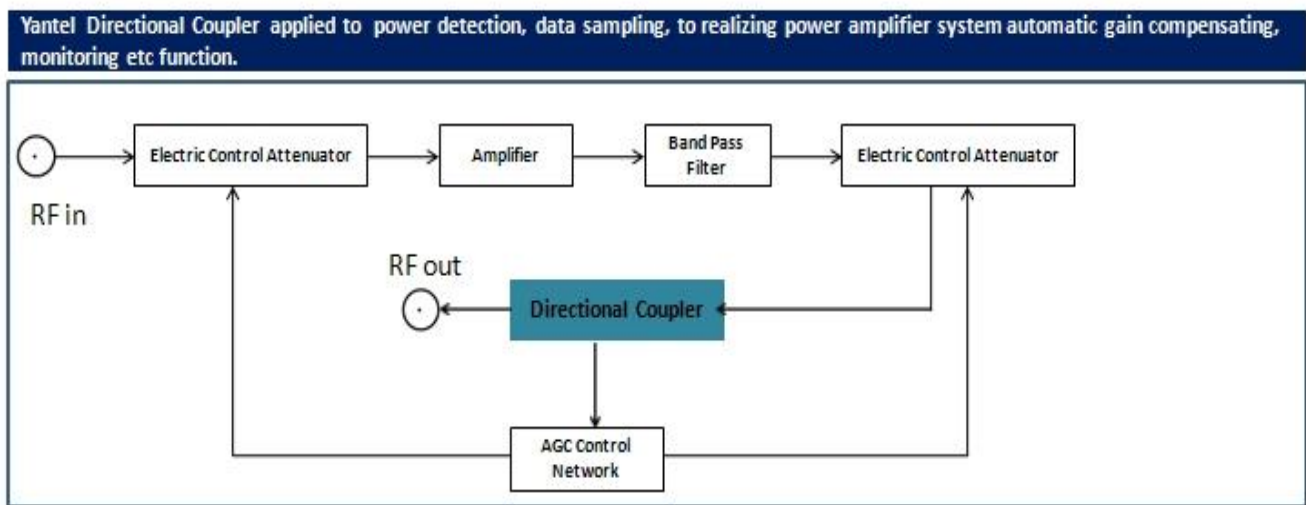 Yantel Directional Coupler applied to power detection, data sampling, to realizing power amplifier system automatic gain compensating,
monitoring etc function.
Electric Control Attenuator
Amplifier
Band Pass
Filter
Electric Control Attenuator
RF in
RF out
Directional Coupler
AGC Control
Network